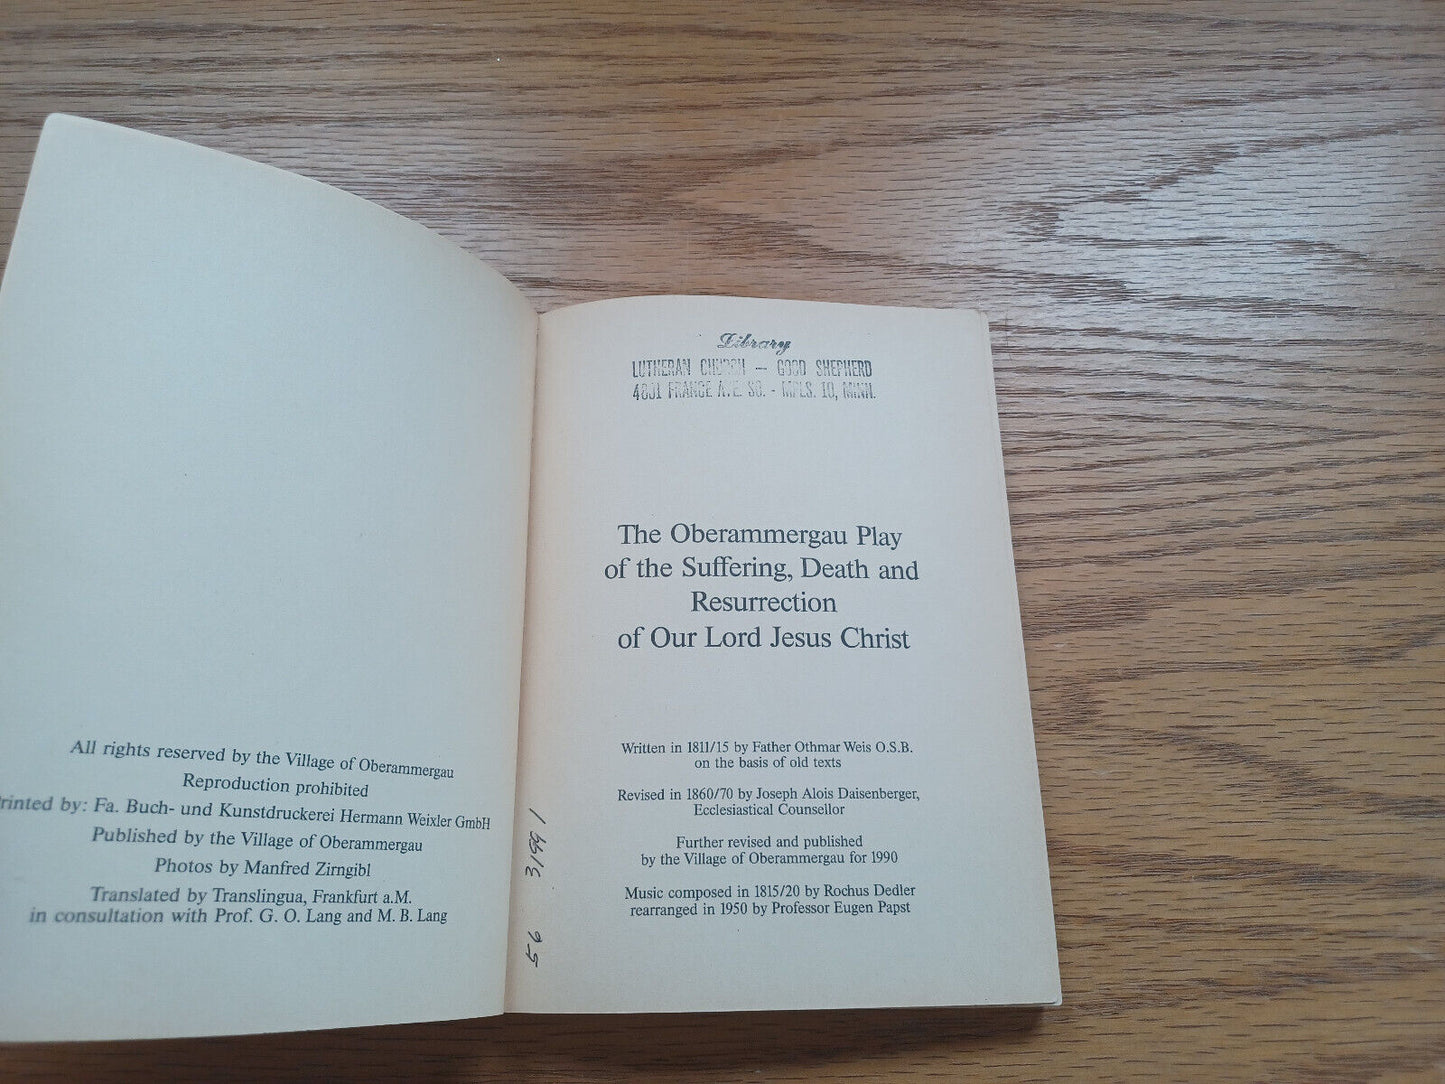 All rights reserved by the Village of Oberammergau
Reproduction prohibited
rinted by: Fa. Buch- und Kunstdruckerei Hermann Weixler GmbH
Published by the Village of Oberammergau
Photos by Manfred Zirngibl
Translated by Translingua, Frankfurt a.M.
in consultation with Prof. G. O. Lang and M. B. Lang
Library
LUTHERAN CHURCH — GOOD SHEPHERD
4801 FRANCE AVE. SO. - MPLS. 10, MINN.
The Oberammergau Play
of the Suffering, Death and
Resurrection
of Our Lord Jesus Christ
Written in 1811/15 by Father Othmar Weis O.S.B.
on the basis of old texts
Revised in 1860/70 by Joseph Alois Daisenberger,
Ecclesiastical Counsellor
Further revised and published
by the Village of Oberammergau for 1990
Music composed in 1815/20 by Rochus Dedler
rearranged in 1950 by Professor Eugen Papst
56 31991